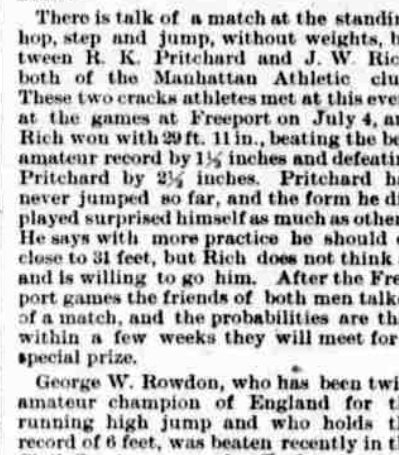 There is talk of a match at the standin
hop, step and jump, without weights, b
tween R. K. Pritchard and J. W. Ric
both of the Manhattan Athletic clu
These two cracks athletes met at this eve
at the games at Freeport on July 4, an
Rich won with 29 ft. 11 in., beating the be
amateur record by 1½ inches and defeatin
Pritchard by 2½ inches. Pritchard ha
never jumped so far, and the form he di
played surprised himself as much as other
He says with more practice he should
close to 31 feet, but Rich does not think
and is willing to go him. After the Fre
port games the friends of both men talk
of a match, and the probabilities are th
within a few weeks they will meet for
special prize.
George W. Rowdon, who has been twi
amateur champion of England for t
running high jump and who holds t
record of 6 feet, was beaten recently in t